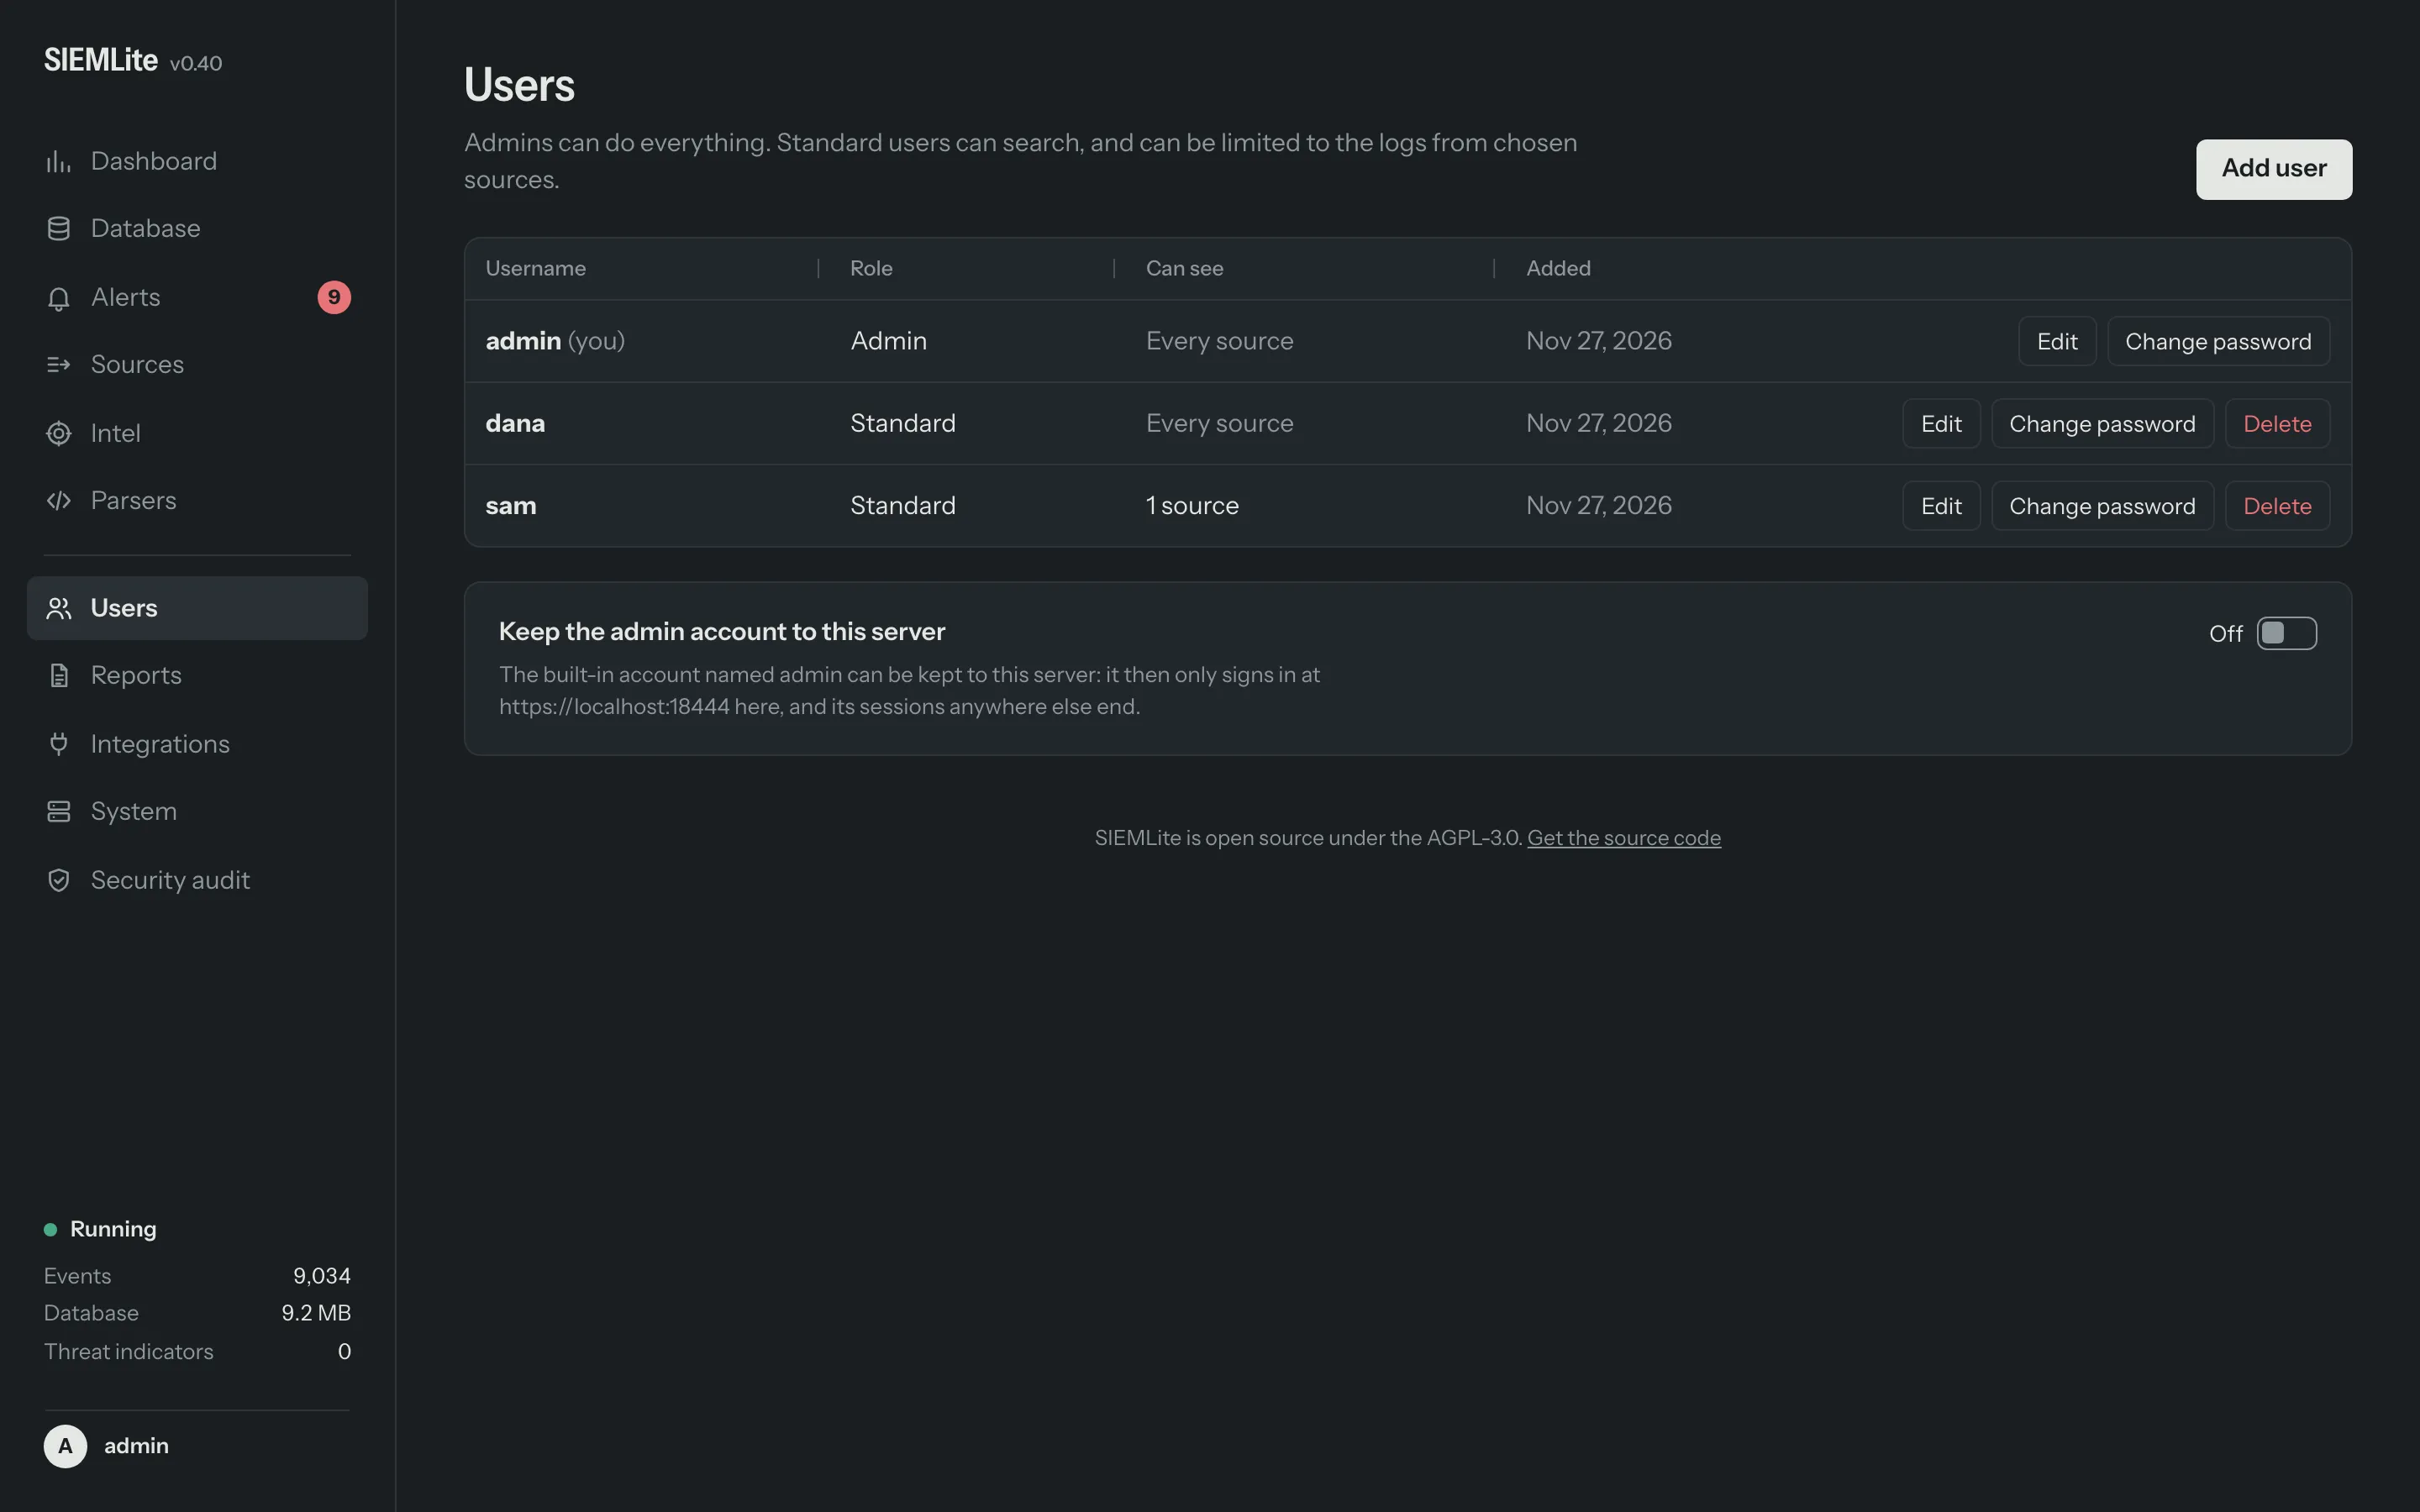 SIEMLite v0.40
Dashboard
Database
Alerts 9
Sources
Intel
Parsers
Users
Reports
Integrations
System
Security audit
Running
Events 9,034
Database 9.2 MB
Threat indicators 0
A admin
Users
Admins can do everything. Standard users can search, and can be limited to the logs from chosen
sources.
Add user
Username Role Can see Added
admin (you) Admin Every source Nov 27, 2026 Edit Change password
dana Standard Every source Nov 27, 2026 Edit Change password Delete
sam Standard 1 source Nov 27, 2026 Edit Change password Delete
Keep the admin account to this server
Off
The built-in account named admin can be kept to this server: it then only signs in at
https://localhost:18444 here, and its sessions anywhere else end.
SIEMLite is open source under the AGPL-3.0. Get the source code